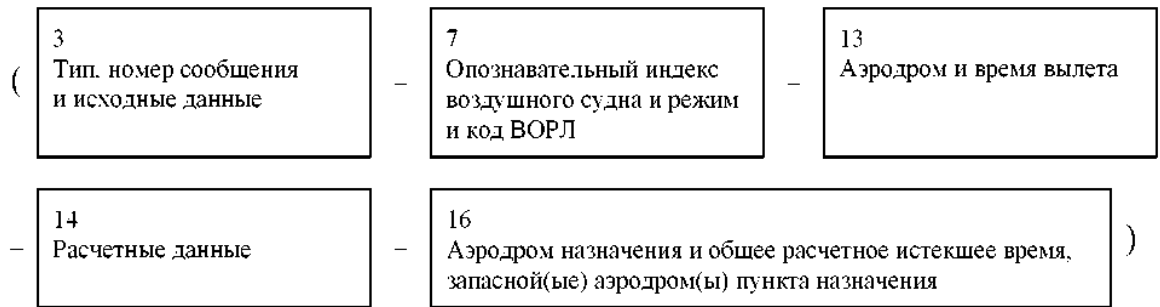 3
7
13
( Тип, номер сообщения
и исходные данные
– Опознавательный индекс
воздушного судна и режим
и код ВОРЛ
– Аэродром и время вылета
14
16
– Расчетные данные
– Аэродром назначения и общее расчетное истекшее время,
запасной(ые) аэродром(ы) пункта назначения )